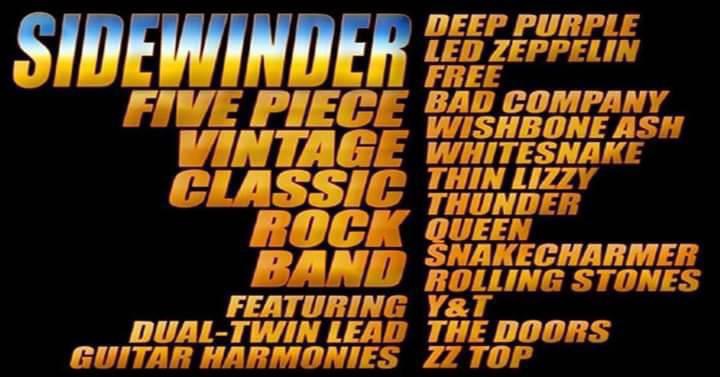 SIDEWINDER
FIVE PIECE
VINTAGE
CLASSIC
ROCK
BAND
FEATURING
DUAL-TWIN LEAD
GUITAR HARMONIES
DEEP PURPLE
LED ZEPPELIN
FREE
BAD COMPANY
WISHBONE ASH
WHITESNAKE
THIN LIZZY
THUNDER
QUEEN
SNAKECHARMER
ROLLING STONES
Y&T
THE DOORS
ZZ TOP